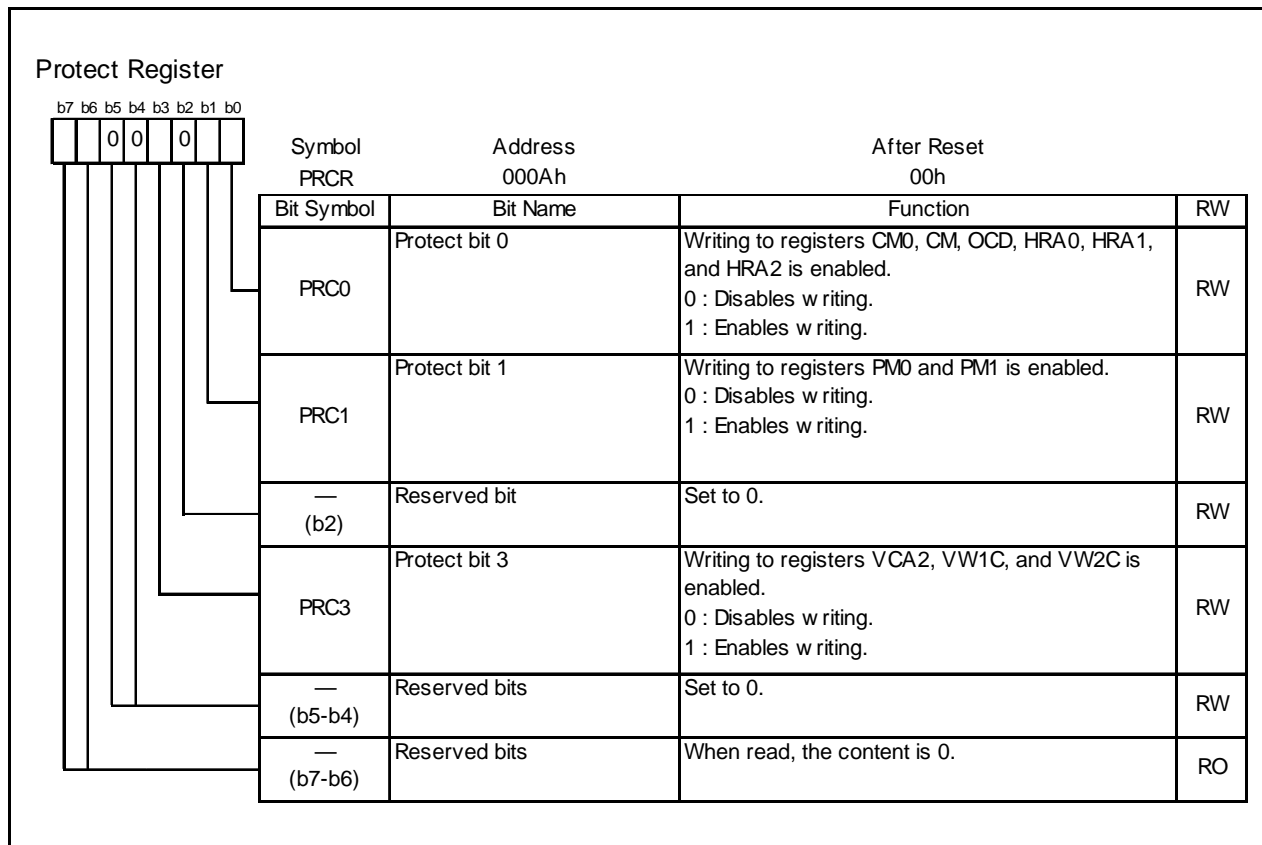 Protect Register
b7 b6 b5 b4 b3 b2 b1 b0
0 0 0
Symbol Address After Reset
PRCR 000Ah 00h
Bit Symbol Bit Name Function RW
PRC0 Protect bit 0 Writing to registers CM0, CM, OCD, HRA0, HRA1, RW
and HRA2 is enabled.
0 : Disables w riting.
1 : Enables w riting.
PRC1 Protect bit 1 Writing to registers PM0 and PM1 is enabled. RW
0 : Disables w riting.
1 : Enables w riting.
— Reserved bit Set to 0. RW
(b2)
PRC3 Protect bit 3 Writing to registers VCA2, VW1C, and VW2C is RW
enabled.
0 : Disables w riting.
1 : Enables w riting.
— Reserved bits Set to 0. RW
(b5-b4)
— Reserved bits When read, the content is 0. RO
(b7-b6)